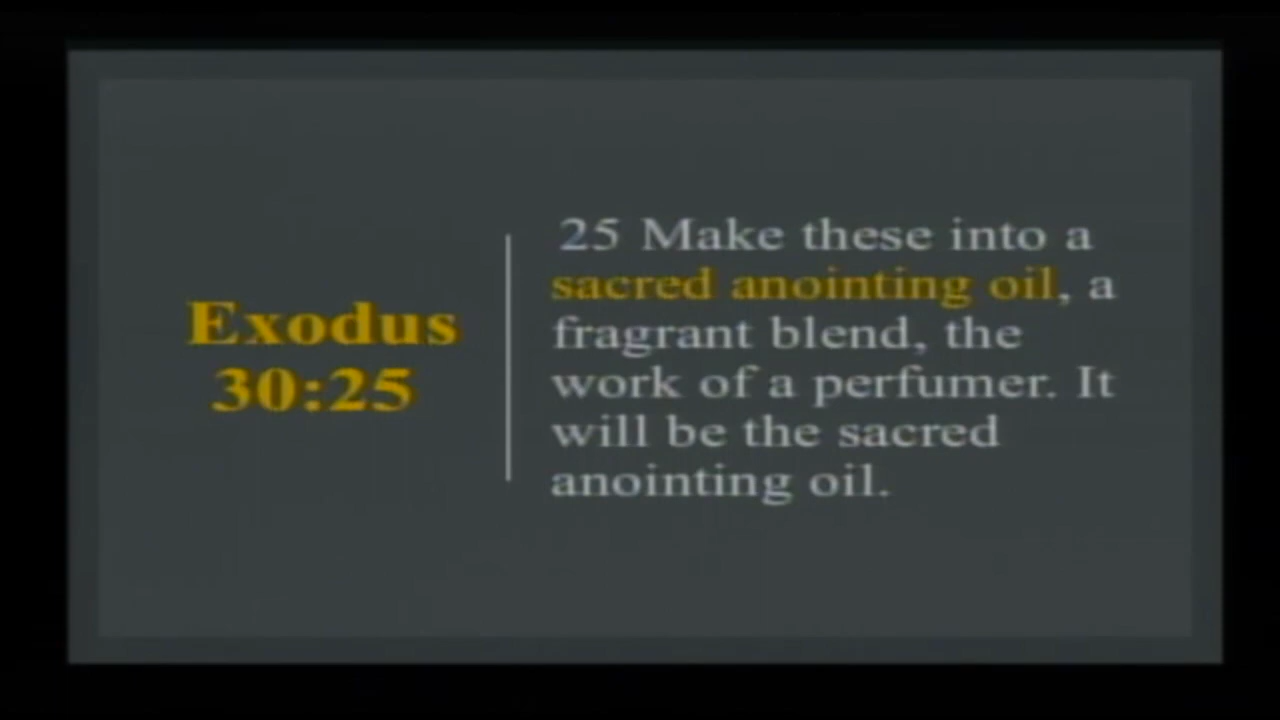 Exodus
30:25
25 Make these into a
sacred anointing oil, a
fragrant blend, the
work of a perfumer. It
will be the sacred
anointing oil.